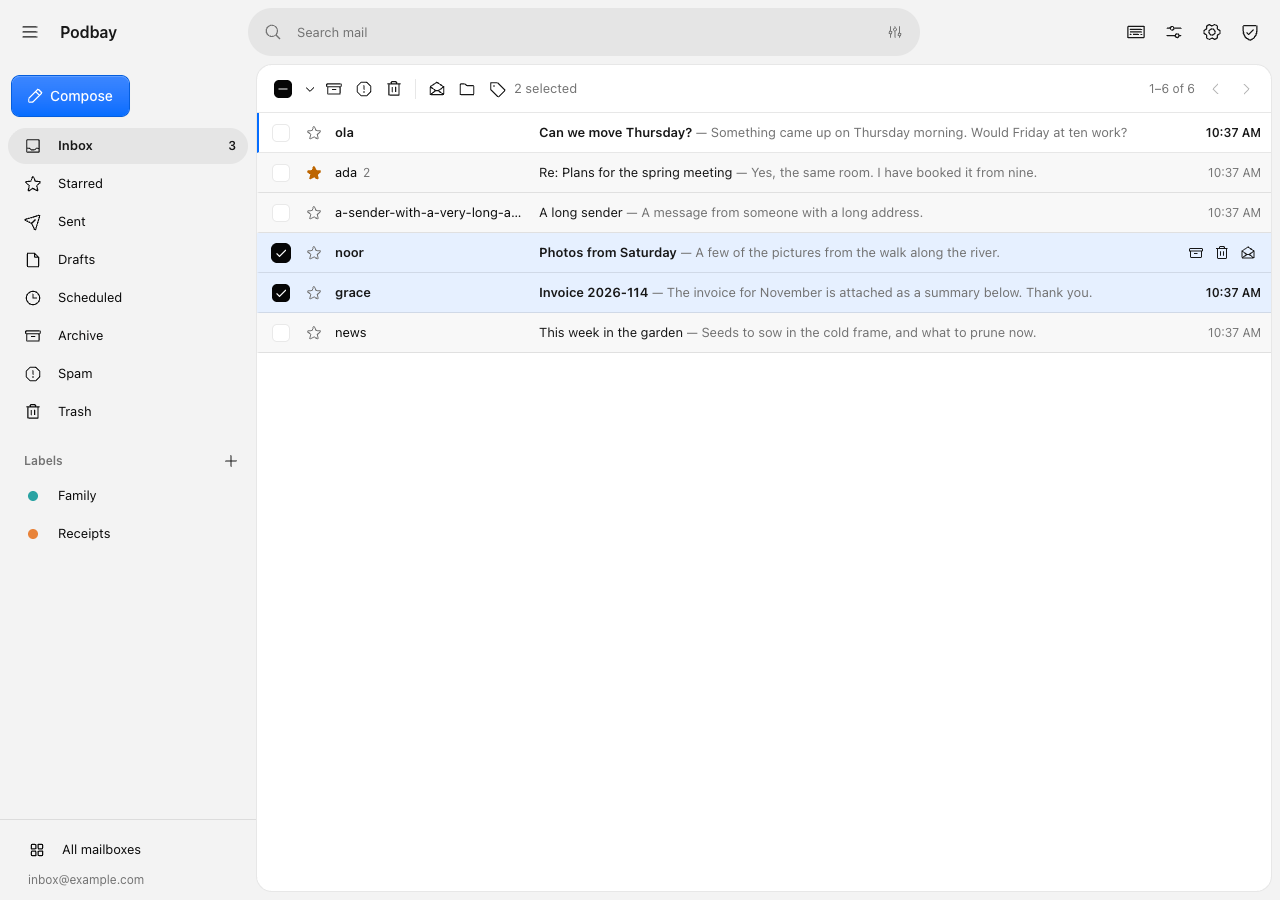 Podbay
Search mail
Compose
Inbox 3
Starred
Sent
Drafts
Scheduled
Archive
Spam
Trash
Labels
Family
Receipts
All mailboxes
inbox@example.com
2 selected 1–6 of 6
ola Can we move Thursday? — Something came up on Thursday morning. Would Friday at ten work? 10:37 AM
ada 2 Re: Plans for the spring meeting — Yes, the same room. I have booked it from nine. 10:37 AM
a-sender-with-a-very-long-a... A long sender — A message from someone with a long address. 10:37 AM
noor Photos from Saturday — A few of the pictures from the walk along the river.
grace Invoice 2026-114 — The invoice for November is attached as a summary below. Thank you. 10:37 AM
news This week in the garden — Seeds to sow in the cold frame, and what to prune now. 10:37 AM